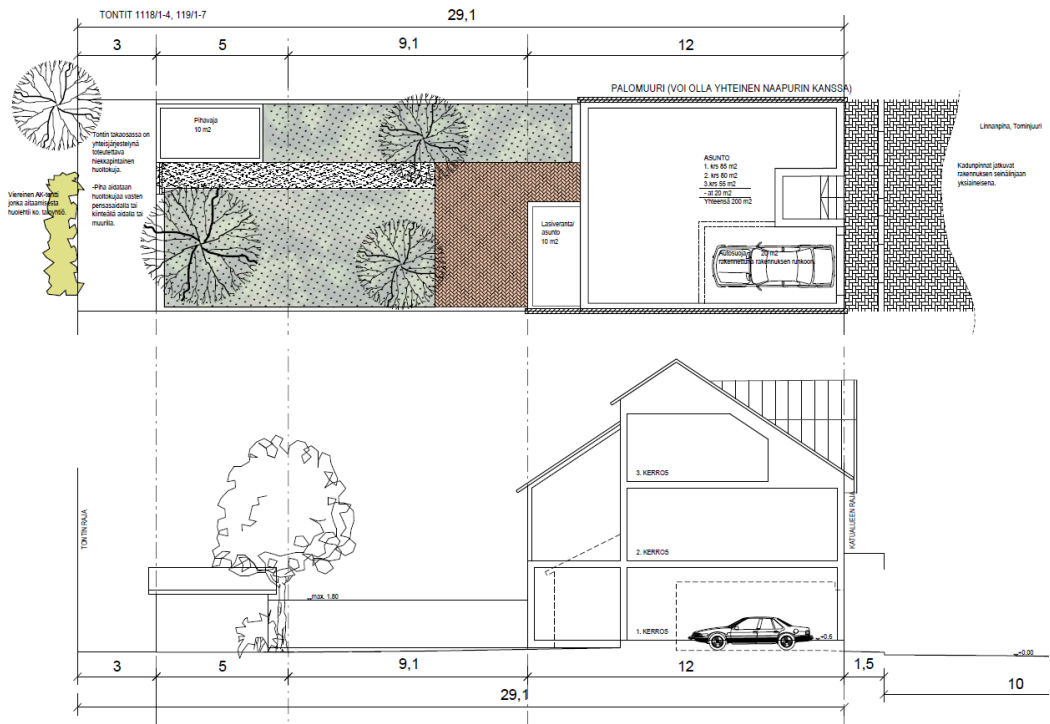 TONTIT 1118/1-4, 119/1-7
29,1
3
5
9,1
12
PALOMUURI (VOI OLLA YHTEINEN NAAPURIN KANSSA)
Pihavaja
10 m2
Tontin takaosassa on
yhteisjärjestelynä
toteutettava
hiekkapintainen
huoltokuja.
-Piha aidataan
huoltokujaa vasten
pensasaidalla tai
kiinteällä aidalla tai
muurilla.
Viereinen AK-tontti
jonka aitaamisesta
huolehtii ko. taloyhtiö.
Lasiveranta/
asunto
10 m2
ASUNTO
1. krs 85 m2
2. krs 80 m2
3.krs 55 m2
- at 20 m2
Yhteensä 200 m2
Autosuoja 20 m2
rakennettuna rakennuksen runkoon.
Linnanpiha, Tominjuuri
Kadunpinnat jatkuvat
rakennuksen seinälinjaan
yksiaineisena.
TONTIN RAJA
max. 1.80
3. KERROS
2. KERROS
1. KERROS
KATUALUEEN RAJA
+0.6
+0.00
3
5
9,1
12
1,5
10
29,1